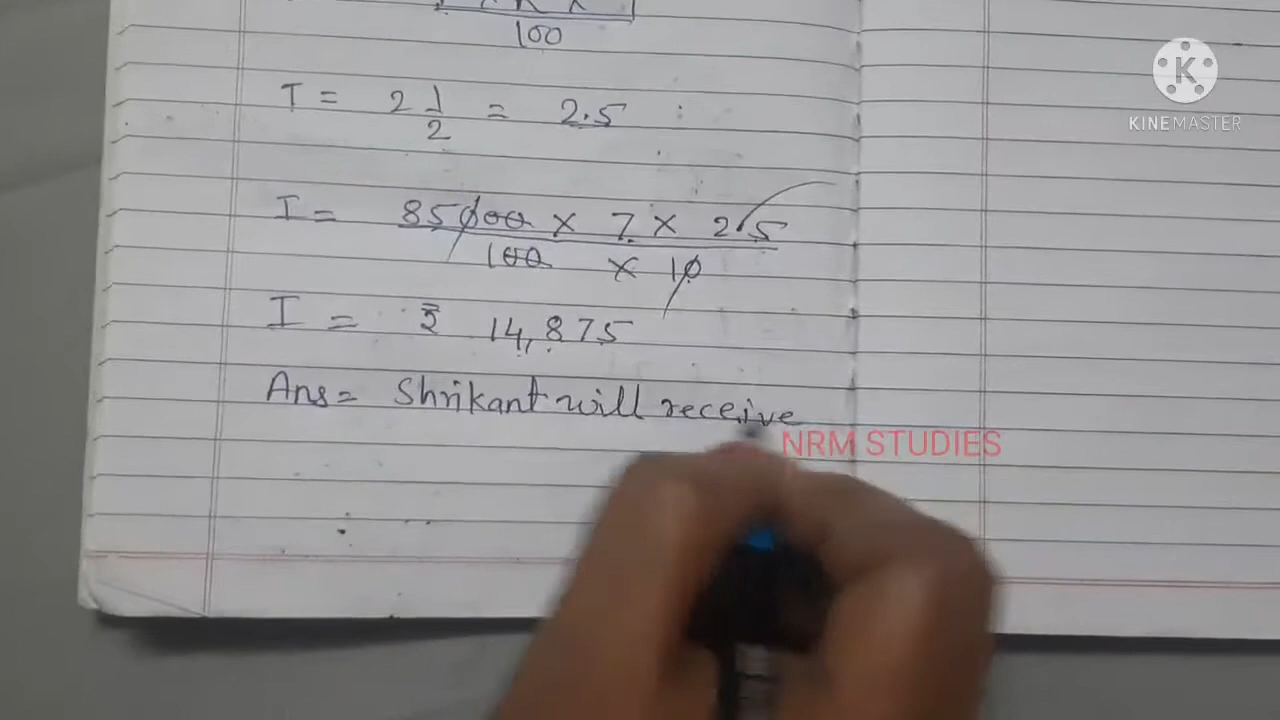 100
T = 2 1/2 = 2.5
I = 85000 x 7 x 25
100 x 10
I = ₹ 14,875
Ans = Shrikant will receive
K
KINEMASTER
NRM STUDIES